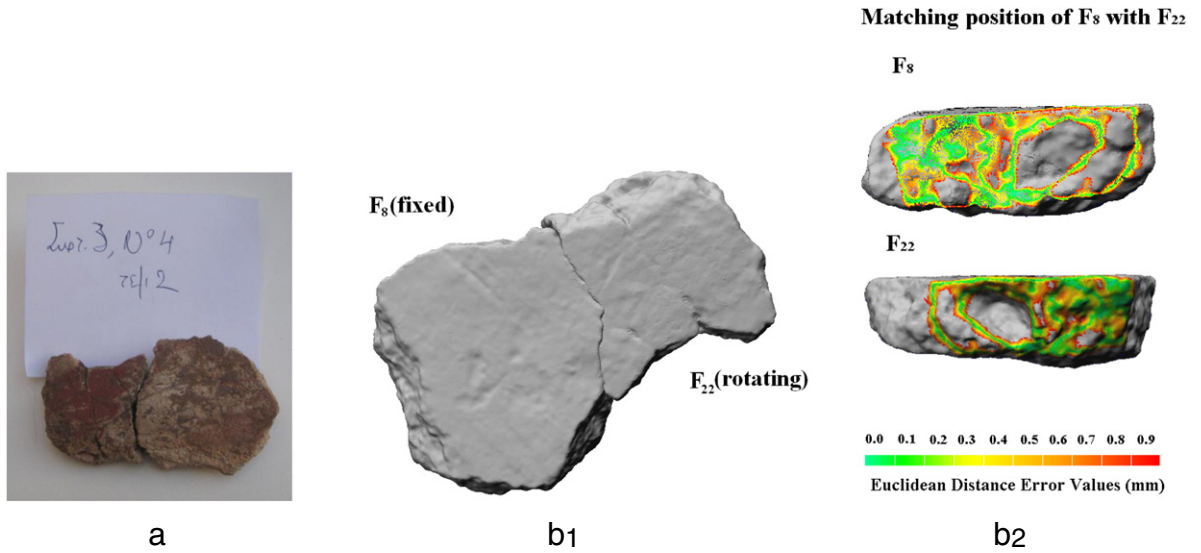 Matching position of F8 with F22
F8
F8(fixed)
Nº 4
F22
F22(rotating)
0.0 0.1 0.2 0.3 0.4 0.5 0.6 0.7 0.8 0.9
Euclidean Distance Error Values (mm)
a
b1
b2